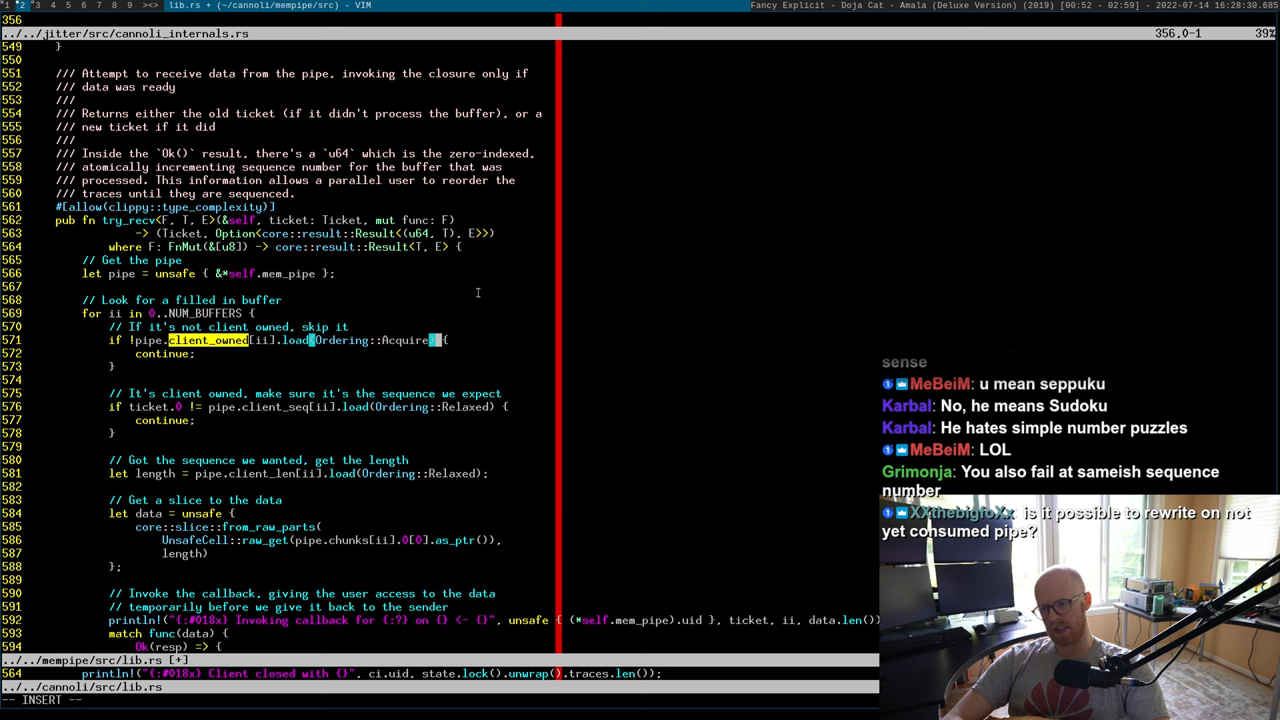 1 2 3 4 5 6 7 8 9 ><> lib.rs + (~/cannoli/mempipe/src) - VIM Fancy Explicit - Doja Cat - Amala (Deluxe Version) (2019) [00:52 - 02:59] - 2022-07-14 16:28:30.685
356
../../jitter/src/cannoli_internals.rs 356,0-1 39%
549 }
550
551 /// Attempt to receive data from the pipe, invoking the closure only if
552 /// data was ready
553 ///
554 /// Returns either the old ticket (if it didn't process the buffer), or a
555 /// new ticket if it did
556 ///
557 /// Inside the `Ok()` result, there's a `u64` which is the zero-indexed,
558 /// atomically incrementing sequence number for the buffer that was
559 /// processed. This information allows a parallel user to reorder the
560 /// traces until they are sequenced.
561 #[allow(clippy::type_complexity)]
562 pub fn try_recv<F, T, E>(&self, ticket: Ticket, mut func: F)
563 -> (Ticket, Option<core::result::Result<(u64, T), E>>)
564 where F: FnMut(&[u8]) -> core::result::Result<T, E> {
565 // Get the pipe
566 let pipe = unsafe { &*self.mem_pipe };
567
568 // Look for a filled in buffer
569 for ii in 0..NUM_BUFFERS {
570 // If it's not client owned, skip it
571 if !pipe.client_owned[ii].load(Ordering::Acquire) {
572 continue;
573 }
574
575 // It's client owned, make sure it's the sequence we expect
576 if ticket.0 != pipe.client_seq[ii].load(Ordering::Relaxed) {
577 continue;
578 }
579
580 // Got the sequence we wanted, get the length
581 let length = pipe.client_len[ii].load(Ordering::Relaxed);
582
583 // Get a slice to the data
584 let data = unsafe {
585 core::slice::from_raw_parts(
586 UnsafeCell::raw_get(pipe.chunks[ii].0[0].as_ptr()),
587 length)
588 };
589
590 // Invoke the callback, giving the user access to the data
591 // temporarily before we give it back to the sender
592 println!("{:#018x} Invoking callback for {:?} on {} <- {}", unsafe { (*self.mem_pipe).uid }, ticket, ii, data.len())
593 match func(data) {
594 Ok(resp) => {
../../mempipe/src/lib.rs [+]
564 println!("{:#018x} Client closed with {}", ci.uid, state.lock().unwrap().traces.len());
../../cannoli/src/lib.rs
-- INSERT --
sense
MeBeiM: u mean seppuku
Karbal: No, he means Sudoku
Karbal: He hates simple number puzzles
MeBeiM: LOL
Grimonja: You also fail at sameish sequence
number
XXthebigfoXx: is it possible to rewrite on not
yet consumed pipe?